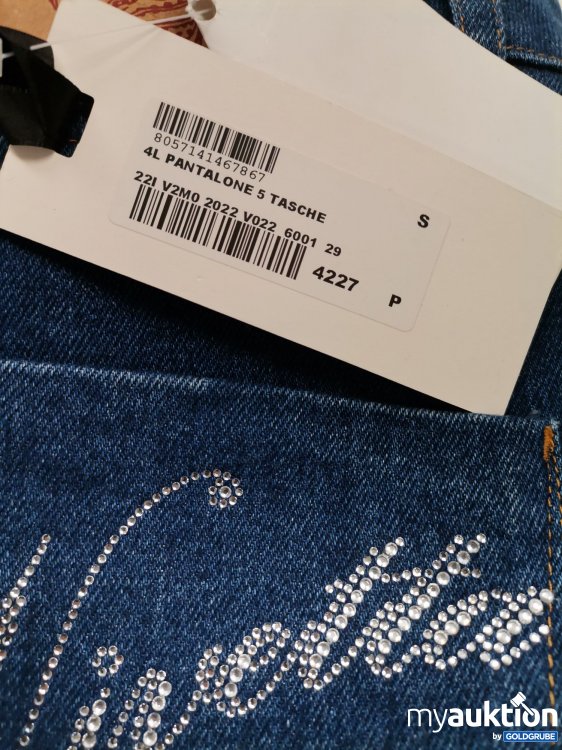 8057141467867
4L PANTALONE 5 TASCHE
S
22I V2M0 2022 V022 6001 29
4227
P
myauktion
by GOLDGRUBE